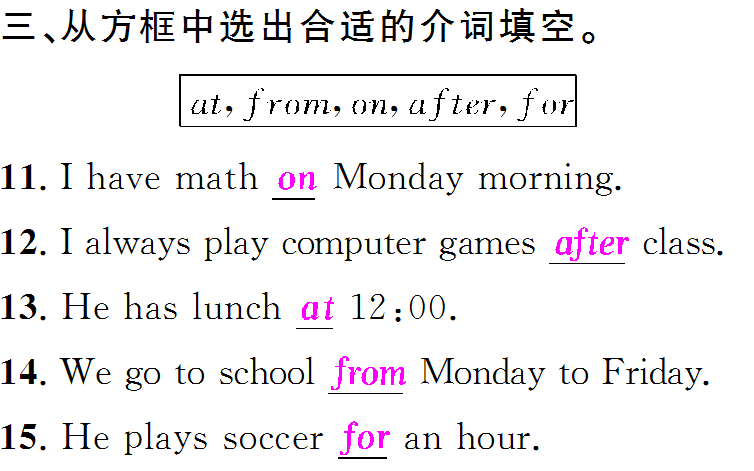 三、从方框中选出合适的介词填空。
at, from, on, after, for
11. I have math on Monday morning.
12. I always play computer games after class.
13. He has lunch at 12:00.
14. We go to school from Monday to Friday.
15. He plays soccer for an hour.